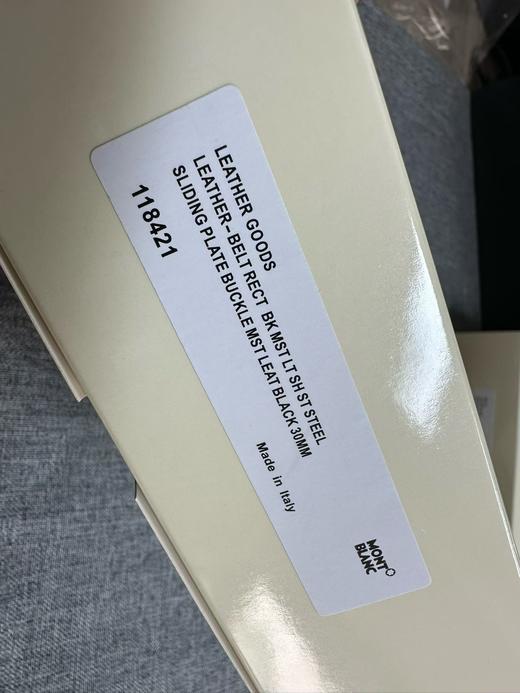 LEATHER GOODS
LEATHER- BELT RECT BK MST LT SH ST STEEL
SLIDING PLATE BUCKLE MST LEAT BLACK 30MM
118421
Made in Italy
MONT
BLANC